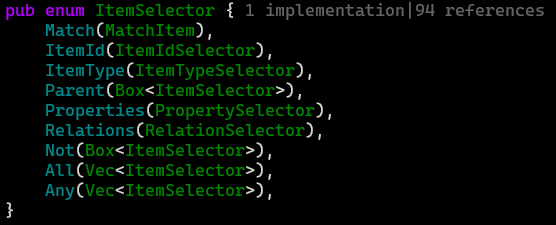 pub enum ItemSelector { 1 implementation|94 references
    Match(MatchItem),
    ItemId(ItemIdSelector),
    ItemType(ItemTypeSelector),
    Parent(Box<ItemSelector>),
    Properties(PropertySelector),
    Relations(RelationSelector),
    Not(Box<ItemSelector>),
    All(Vec<ItemSelector>),
    Any(Vec<ItemSelector>),
}